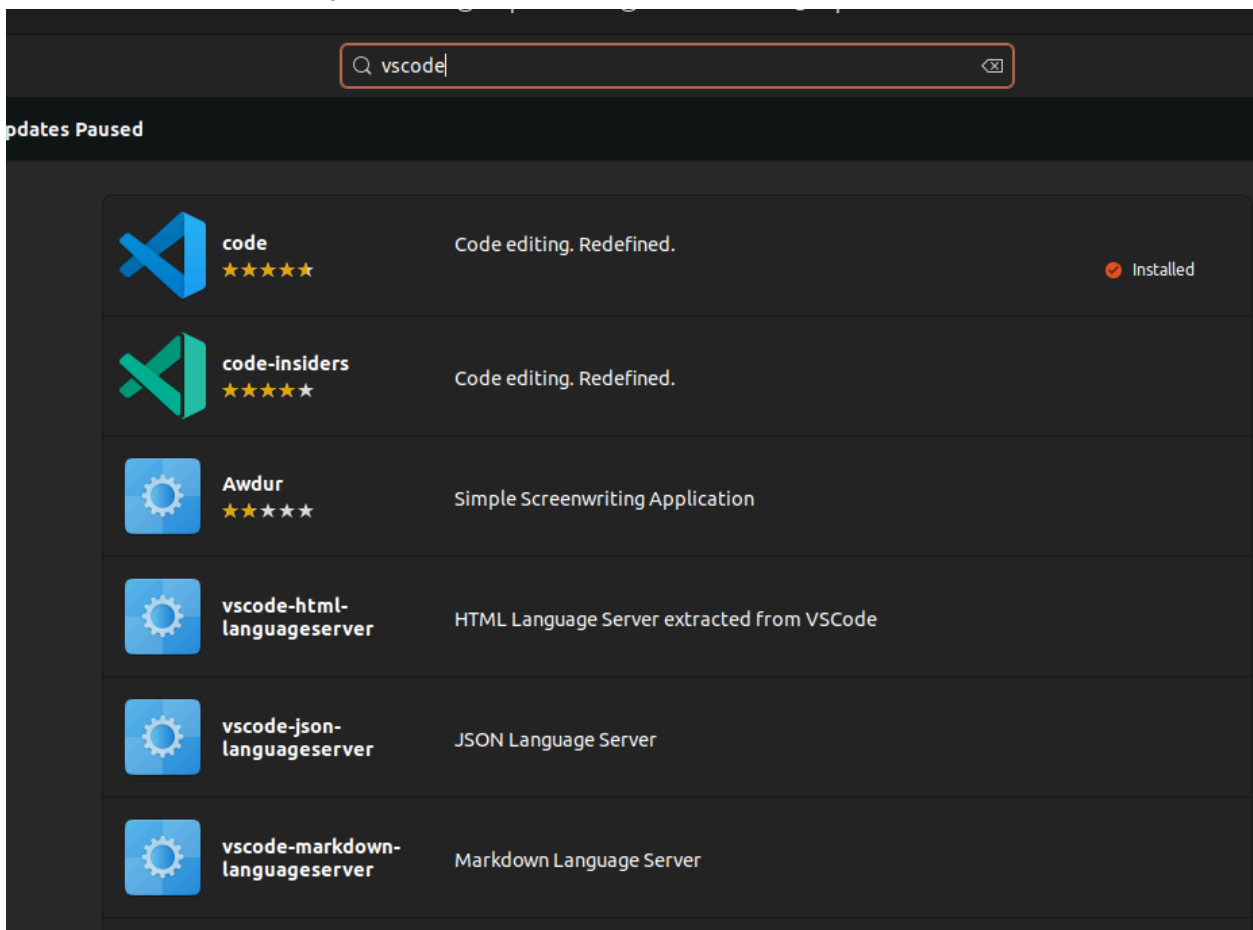 vscode
pdates Paused
code
Code editing. Redefined.
Installed
code-insiders
Code editing. Redefined.
Awdur
Simple Screenwriting Application
vscode-html-
languageserver
HTML Language Server extracted from VSCode
vscode-json-
languageserver
JSON Language Server
vscode-markdown-
languageserver
Markdown Language Server